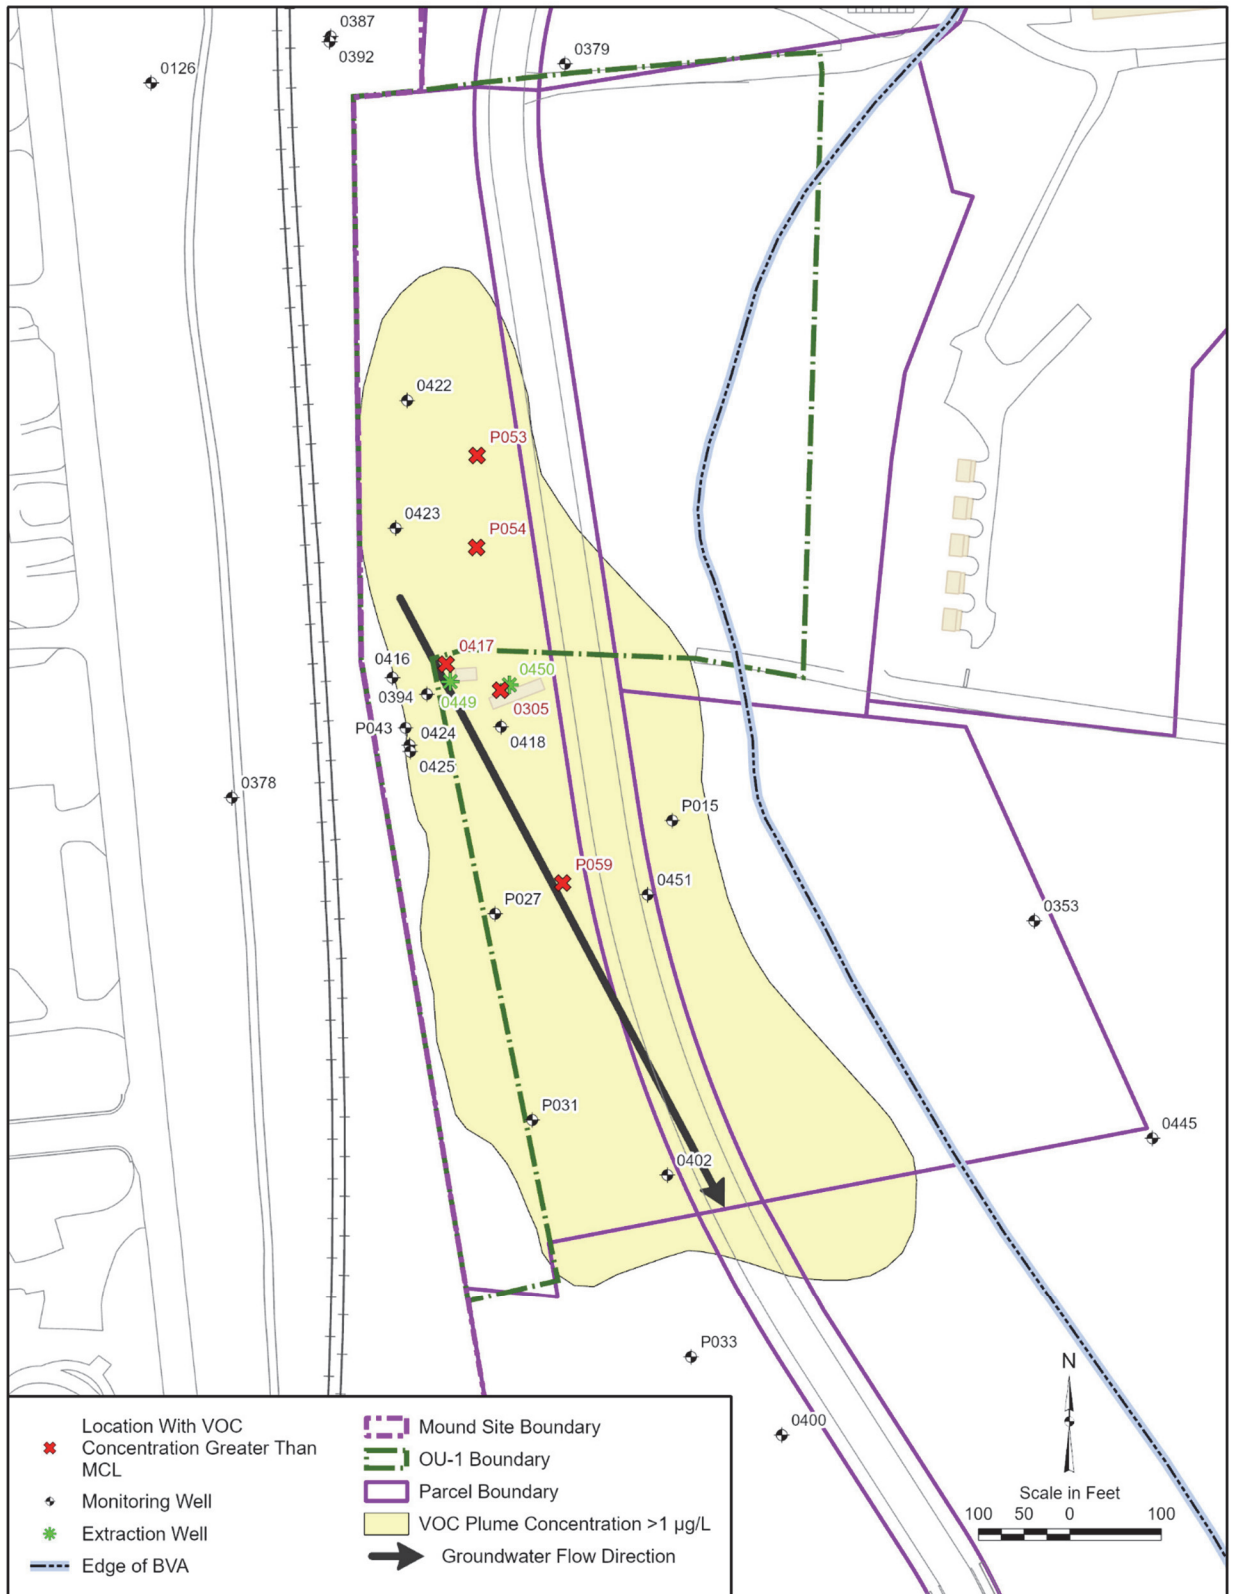 0387
0392
0126
0379
0422
P053
0423
P054
0417
0416
0450
0394
0449
0305
P043
0424
0418
0425
0378
P015
P059
0451
P027
0353
P031
0445
0402
P033
N
0400
Location With VOC
Concentration Greater Than
MCL
Monitoring Well
Extraction Well
Edge of BVA
Mound Site Boundary
OU-1 Boundary
Parcel Boundary
VOC Plume Concentration >1 µg/L
Groundwater Flow Direction
Scale in Feet
100 50 0 100